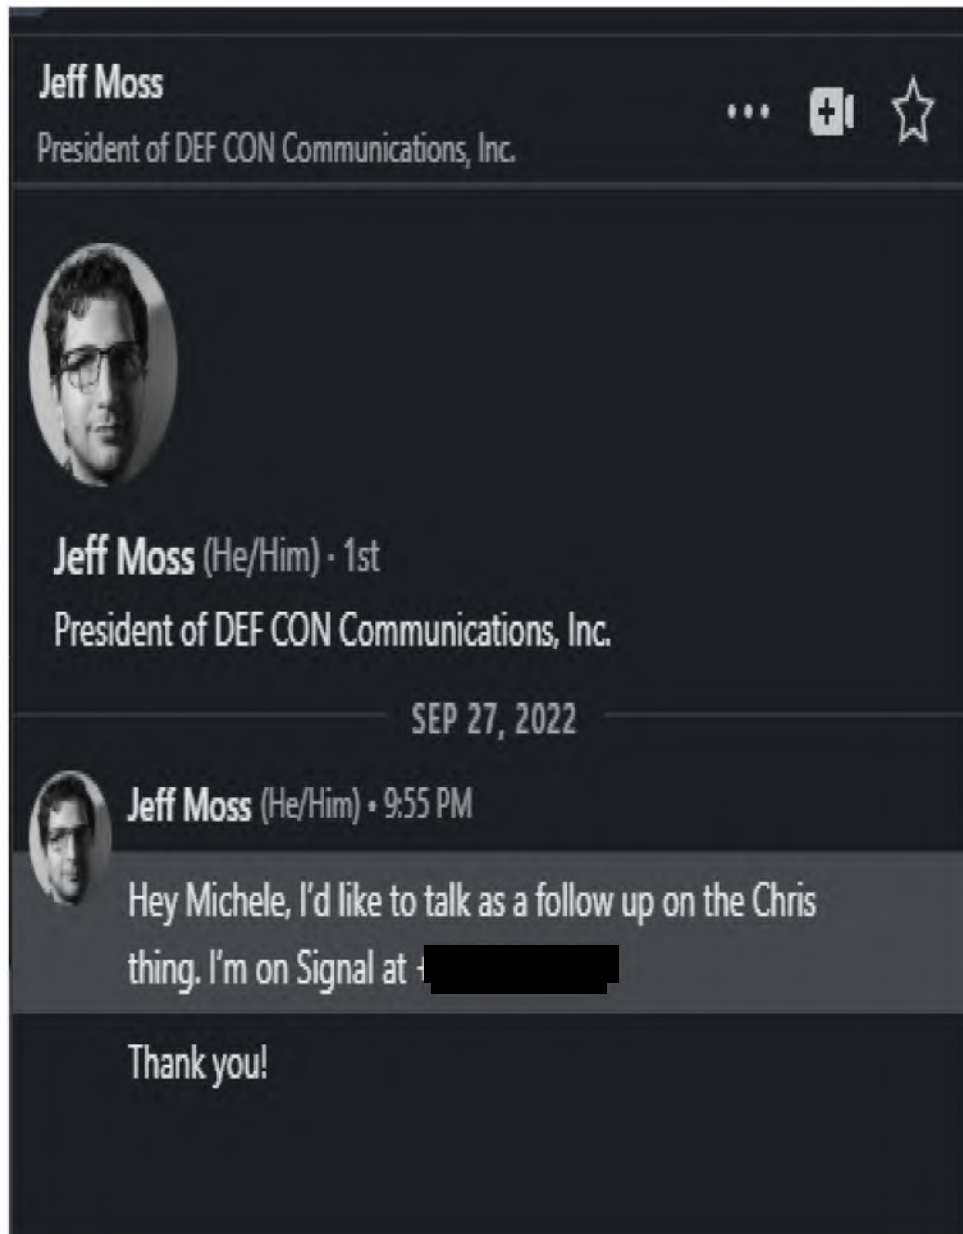 Jeff Moss
President of DEF CON Communications, Inc.
Jeff Moss (He/Him) · 1st
President of DEF CON Communications, Inc.
SEP 27, 2022
Jeff Moss (He/Him) • 9:55 PM
Hey Michele, I'd like to talk as a follow up on the Chris
thing. I'm on Signal at
Thank you!